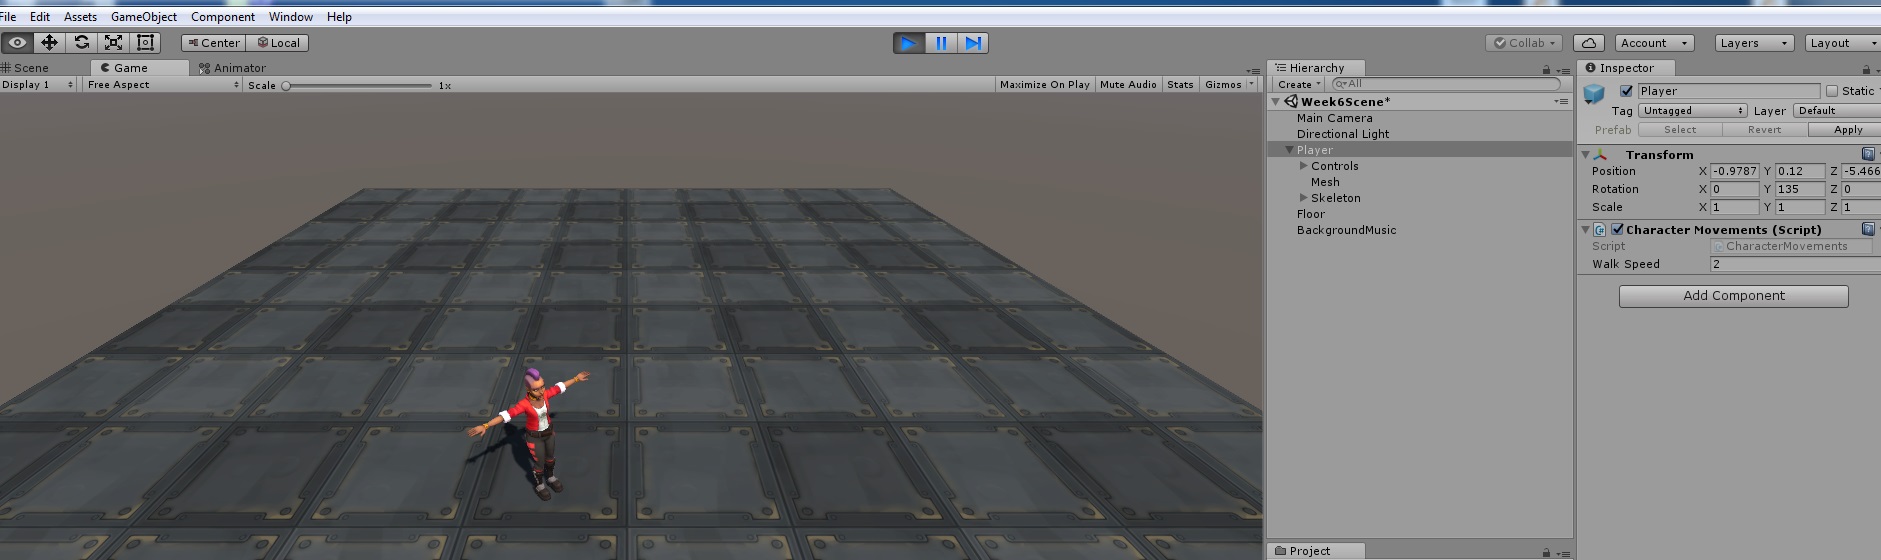 File Edit Assets GameObject Component Window Help
Center Local Collab Account Layers Layout
Scene Game Animator
Display 1 Free Aspect Scale 1x Maximize On Play Mute Audio Stats Gizmos
Hierarchy
Create All
Week6Scene*
Main Camera
Directional Light
Player
Controls
Mesh
Skeleton
Floor
BackgroundMusic
Project
Inspector
Player Static
Tag Untagged Layer Default
Prefab Select Revert Apply
Transform
Position X -0.9787 Y 0.12 Z -5.466
Rotation X 0 Y 135 Z 0
Scale X 1 Y 1 Z 1
Character Movements (Script)
Script CharacterMovements
Walk Speed 2
Add Component